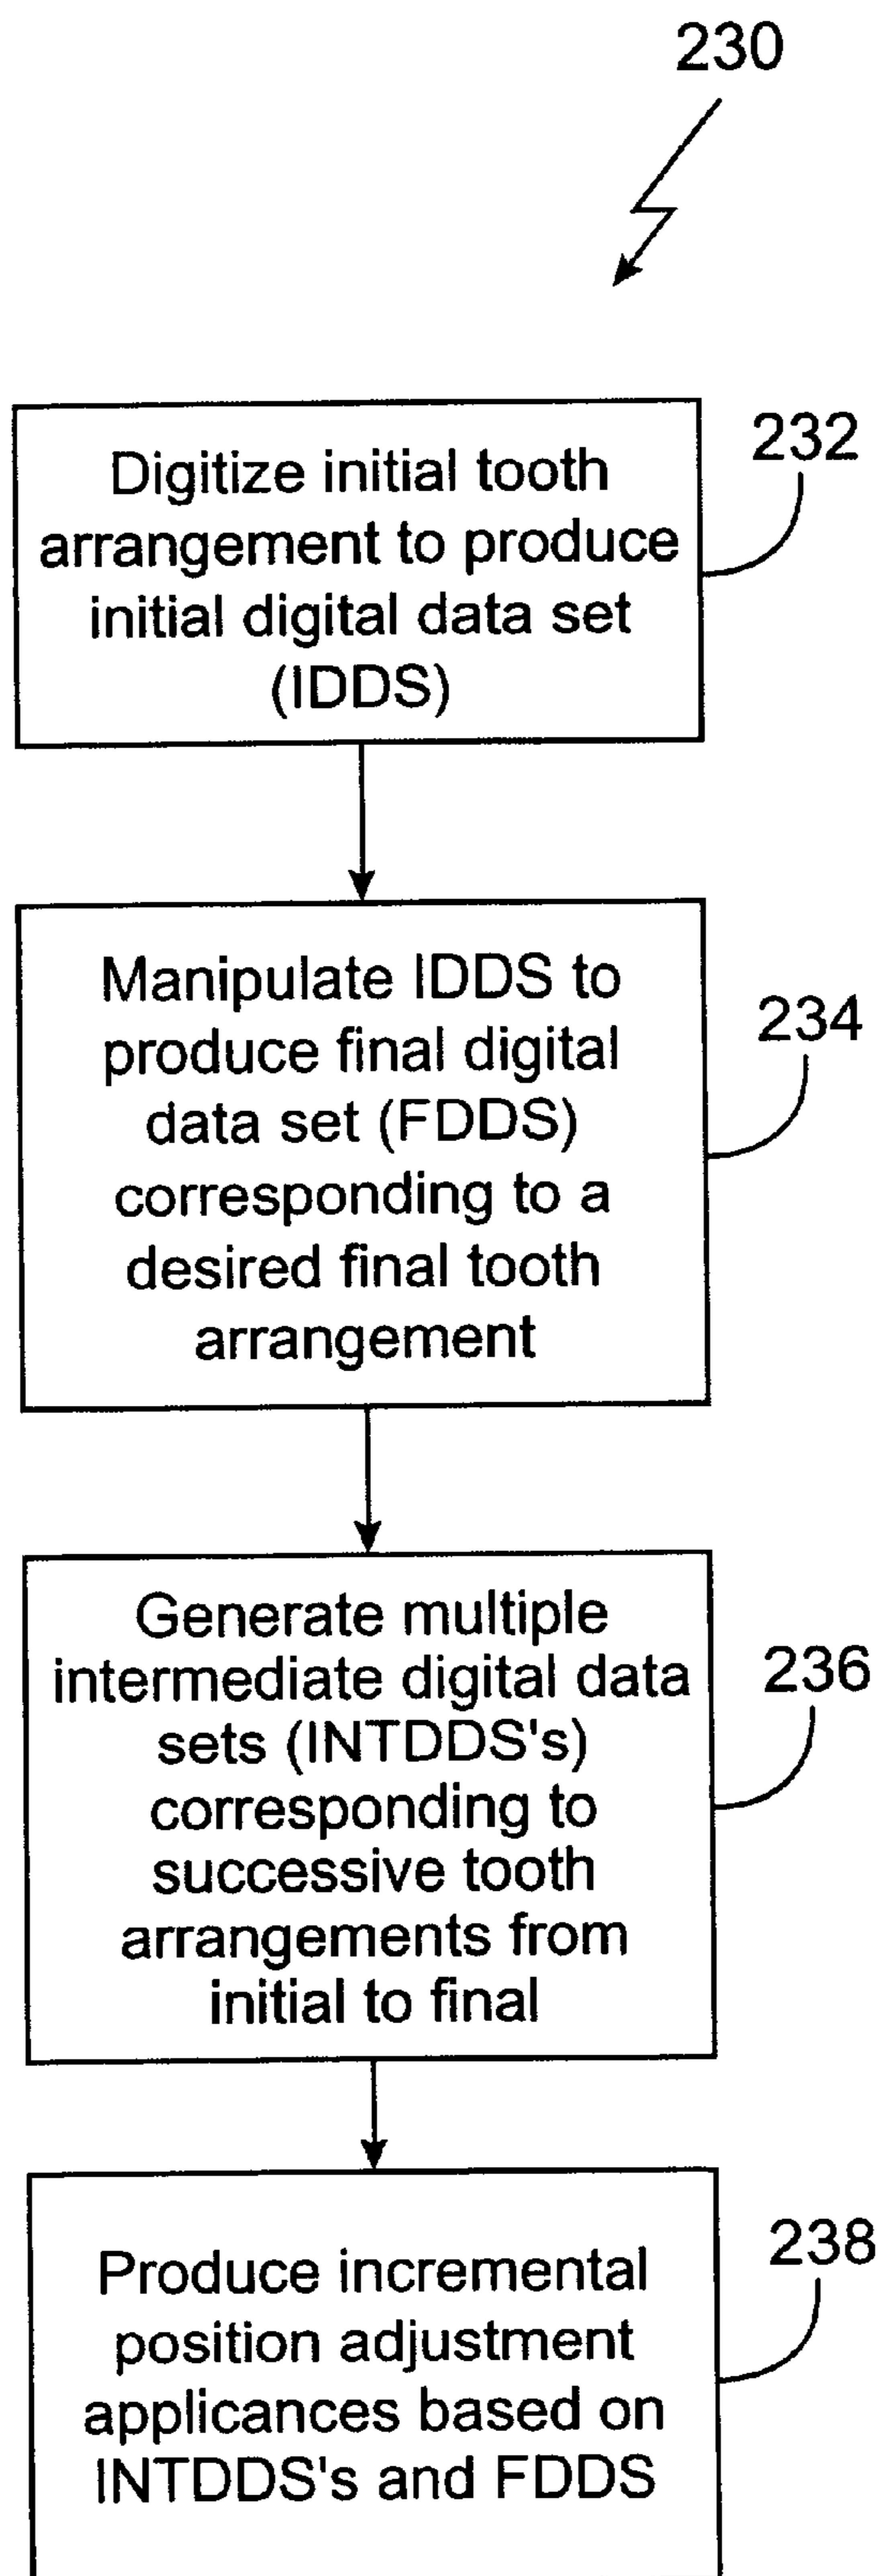 230
232
Digitize initial tooth
arrangement to produce
initial digital data set
(IDDS)
234
Manipulate IDDS to
produce final digital
data set (FDDS)
corresponding to a
desired final tooth
arrangement
236
Generate multiple
intermediate digital data
sets (INTDDS's)
corresponding to
successive tooth
arrangements from
initial to final
238
Produce incremental
position adjustment
applicances based on
INTDDS's and FDDS